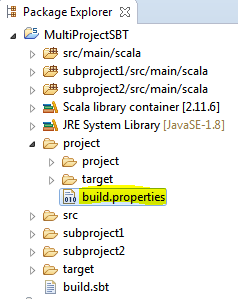 Package Explorer
MultiProjectSBT
src/main/scala
subproject1/src/main/scala
subproject2/src/main/scala
Scala library container [2.11.6]
JRE System Library [JavaSE-1.8]
project
project
target
build.properties
src
subproject1
subproject2
target
build.sbt